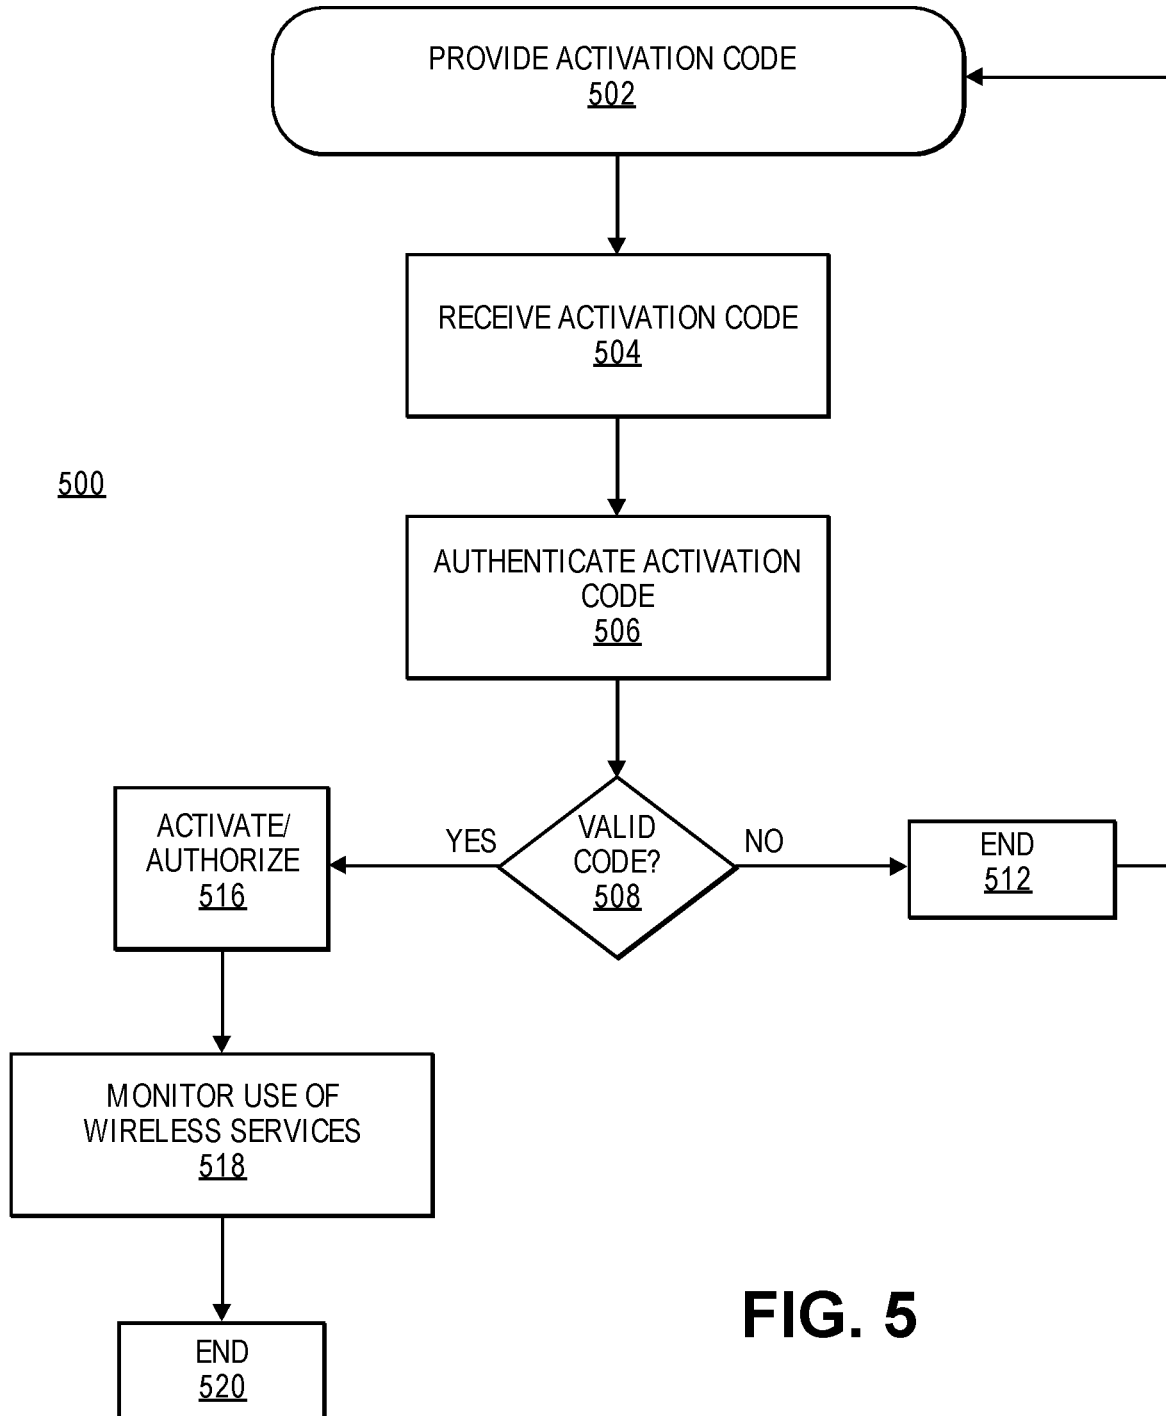 PROVIDE ACTIVATION CODE
502
RECEIVE ACTIVATION CODE
504
500
AUTHENTICATE ACTIVATION
CODE
506
ACTIVATE/
AUTHORIZE
516
YES
VALID
CODE?
508
NO
END
512
MONITOR USE OF
WIRELESS SERVICES
518
FIG. 5
END
520